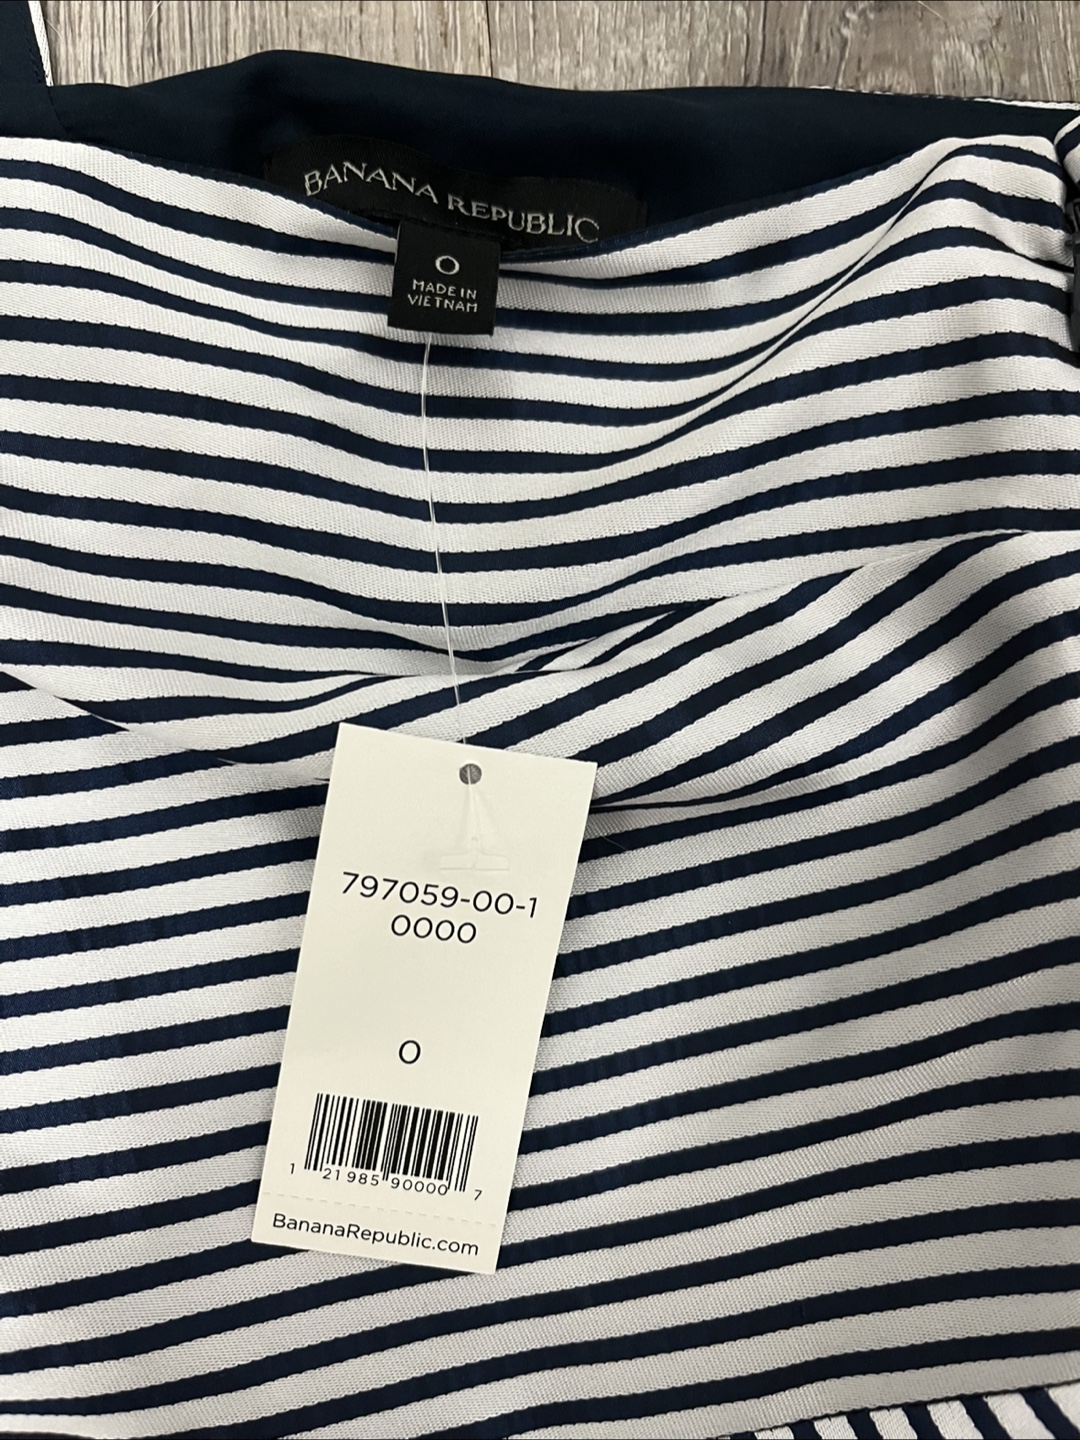 BANANA REPUBLIC
0
MADE IN
VIETNAM
797059-00-1
0000
0
1 21985 90000 7
BananaRepublic.com